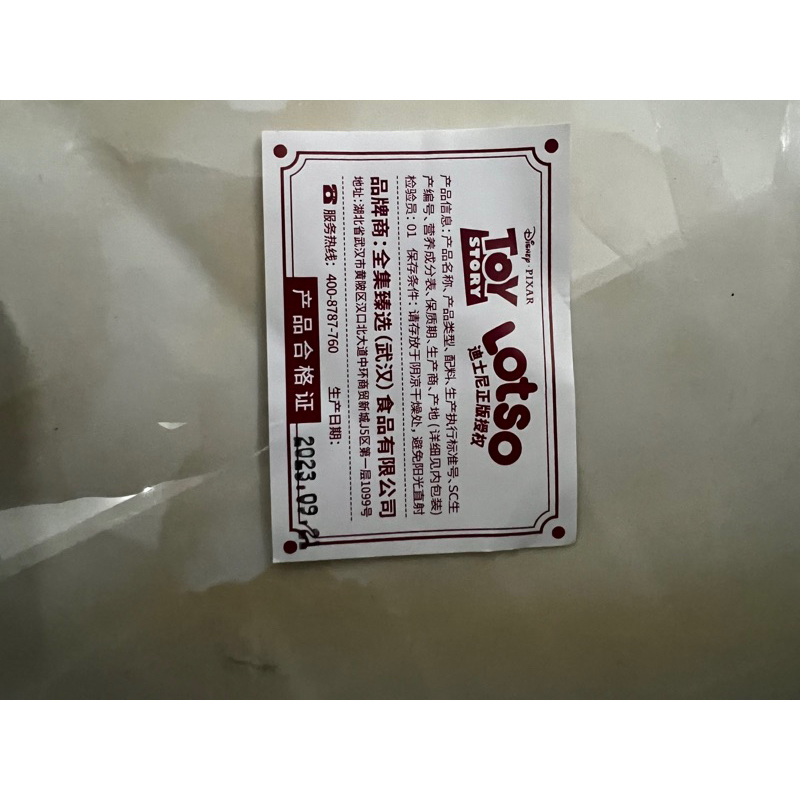 Disney·PIXAR
TOY
STORY
Lotso
迪士尼正版授权
产品信息:产品名称、产品类型、配料、生产执行标准号、SC生
产编号、营养成分表、保质期、生产商、产地(详细见内包装)
检验员:01 保存条件:请存放于阴凉干燥处,避免阳光直射
品牌商:全集臻选(武汉)食品有限公司
地址:湖北省武汉市黄陂区汉口北大道中环商贸新城J5区第一层1099号
服务热线:400-8787-760 生产日期:
产品合格证 2023.09.